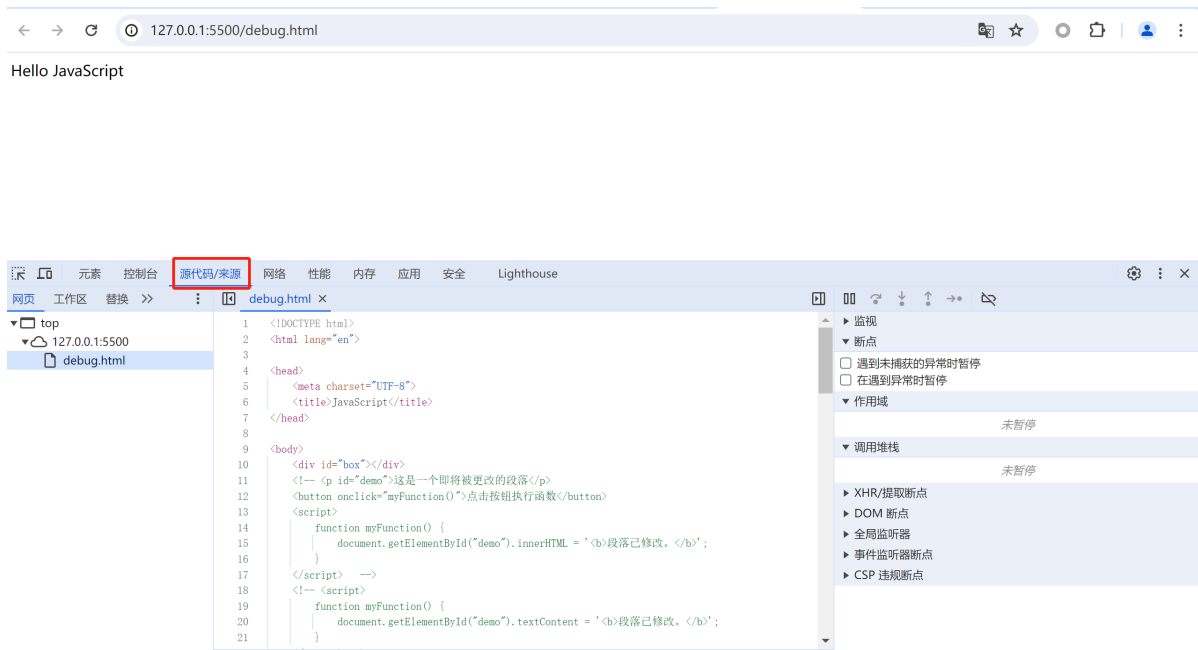 127.0.0.1:5500/debug.html
Hello JavaScript
元素 控制台 源代码/来源 网络 性能 内存 应用 安全 Lighthouse
网页 工作区 替换 debug.html
top
127.0.0.1:5500
debug.html
1 <!DOCTYPE html>
2 <html lang="en">
3
4 <head>
5 <meta charset="UTF-8">
6 <title>JavaScript</title>
7 </head>
8
9 <body>
10 <div id="box"></div>
11 <!-- <p id="demo">这是一个即将被更改的段落</p>
12 <button onclick="myFunction()">点击按钮执行函数</button>
13 <script>
14 function myFunction() {
15 document.getElementById("demo").innerHTML = '<b>段落已修改。</b>';
16 }
17 </script> -->
18 <!-- <script>
19 function myFunction() {
20 document.getElementById("demo").textContent = '<b>段落已修改。</b>';
21 }
监视
断点
遇到未捕获的异常时暂停
在遇到异常时暂停
作用域
未暂停
调用堆栈
未暂停
XHR/提取断点
DOM 断点
全局监听器
事件监听器断点
CSP 违规断点